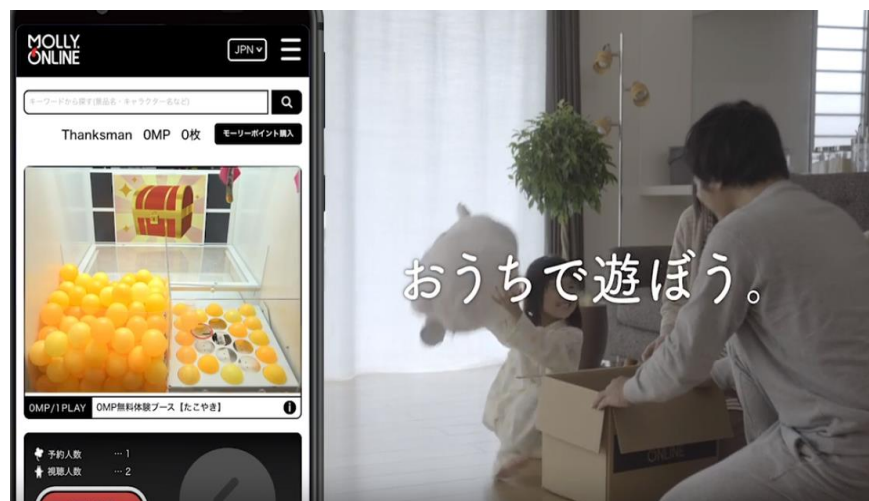 MOLLY.
ONLINE
JPN
キーワードから探す(景品名・キャラクター名など)
Thanksman 0MP 0枚
モーリーポイント購入
0MP/1PLAY
0MP無料体験ブース【たこやき】
予約人数 … 1
視聴人数 … 2
おうちで遊ぼう。
ONLINE